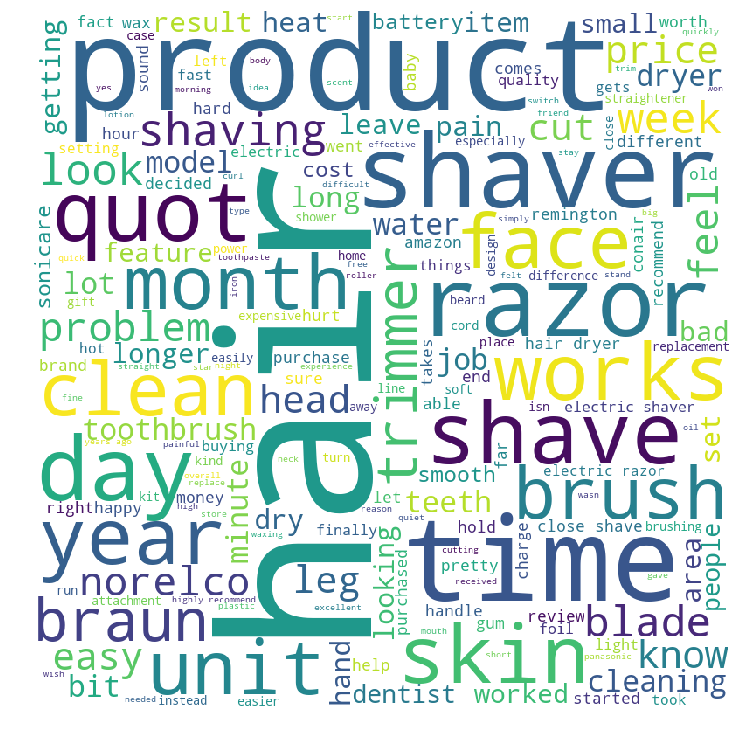 fact wax
result heat
battery item
small worth
quickly
case
start
product
yes
left
sound
fast
body
morning
idea
scent
baby
comes
quality
price
trim
won
getting
lotion
hard
shaving
hour
leave pain
switch
friend
gets
dryer
straightener
cut
week
close
different
setting
electric
went
effective
especially
stay
look
model
decided
curl
cost
difficult
shaver
old
quot
type
long
shower
water
face
remington
big
feel
simply
sonicare
feature
power
toothpaste
home
free
roller
amazon
design
conair
recommend
quick
month
iron
things
felt
difference
stand
lot
gift
beard
razor
problem
expensive
hurt
trimmer
cord
place
hair dryer
bad
replacement
brand
hot
longer
easily
purchase
takes
job
end
straight
star
night
experience
line
soft
works
clean
sure
head
away
able
isn
electric shaver
oil
fine
toothbrush
hair
shave
set
years ago
painful
buying
neck
turn
smooth
far
day
overall
kind
replace
electric razor
wasn
kit
money
minute
let
teeth
brush
right
happy
high
reason
year
store
dry
finally
quiet
hold
close shave
brushing
waxing
looking
purchased
pretty
cutting
charge
time
area
people
run
norelco
leg
received
gave
attachment
highly recommend
plastic
excellent
handle
review
blade
braun
unit
gum
foil
mouth
skin
light
know
easy
short
panasonic
wish
bit
hand
help
dentist
worked
cleaning
needed
instead
easier
started
took